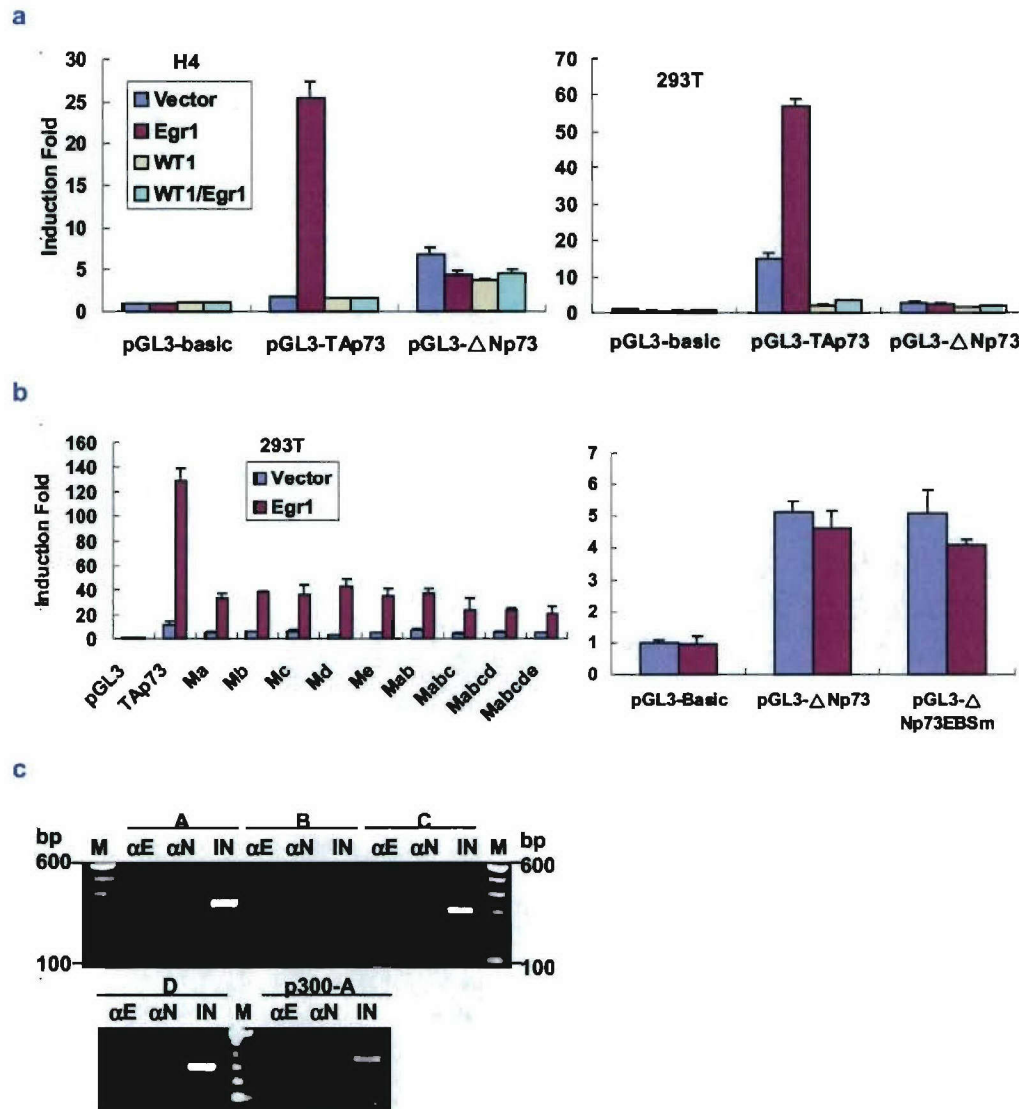 a
H4
Induction Fold
30
25
20
15
10
5
0
Vector
Egr1
WT1
WT1/Egr1
pGL3-basic pGL3-TAp73 pGL3-△Np73
293T
70
60
50
40
30
20
10
0
pGL3-basic pGL3-TAp73 pGL3-△Np73
b
293T
Induction Fold
160
140
120
100
80
60
40
20
0
Vector
Egr1
pGL3 TAp73 Ma Mb Mc Md Me Mab Mabc Mabcd Mabcde
7
6
5
4
3
2
1
0
pGL3-Basic pGL3-△Np73 pGL3-△
Np73EBSm
c
A B C
bp M αE αN IN αE αN IN αE αN IN M bp
600 600
100 100
D p300-A
αE αN IN M αE αN IN